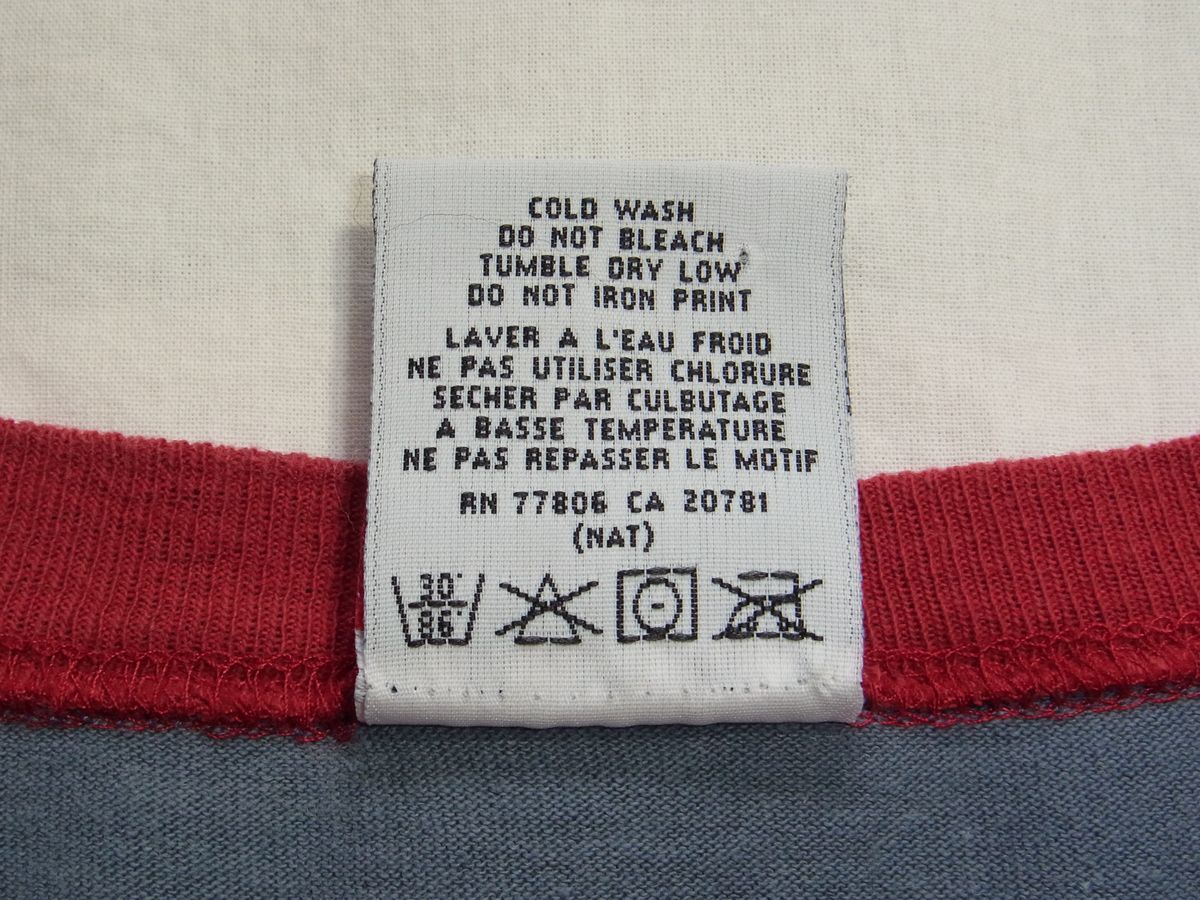 COLD WASH
DO NOT BLEACH
TUMBLE DRY LOW
DO NOT IRON PRINT
LAVER A L'EAU FROID
NE PAS UTILISER CHLORURE
SECHER PAR CULBUTAGE
A BASSE TEMPERATURE
NE PAS REPASSER LE MOTIF
RN 77806 CA 20781
(NAT)
30°
86°